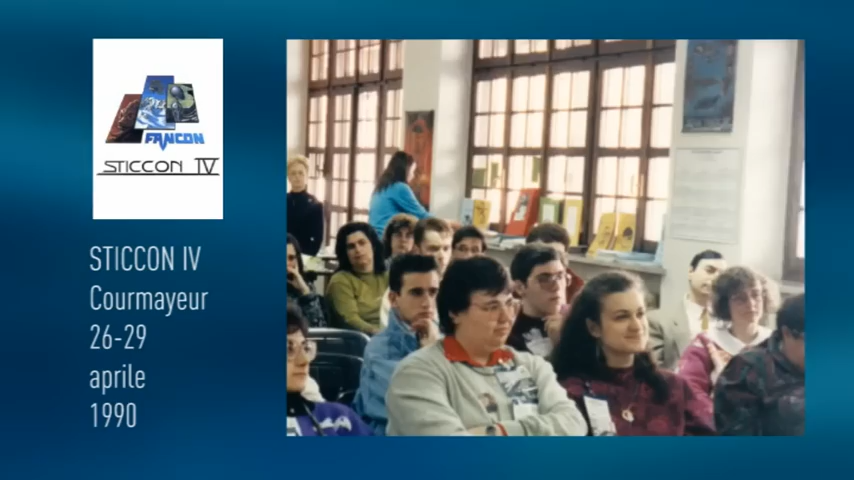 FANCON
STICCON IV
STICCON IV
Courmayeur
26-29
aprile
1990